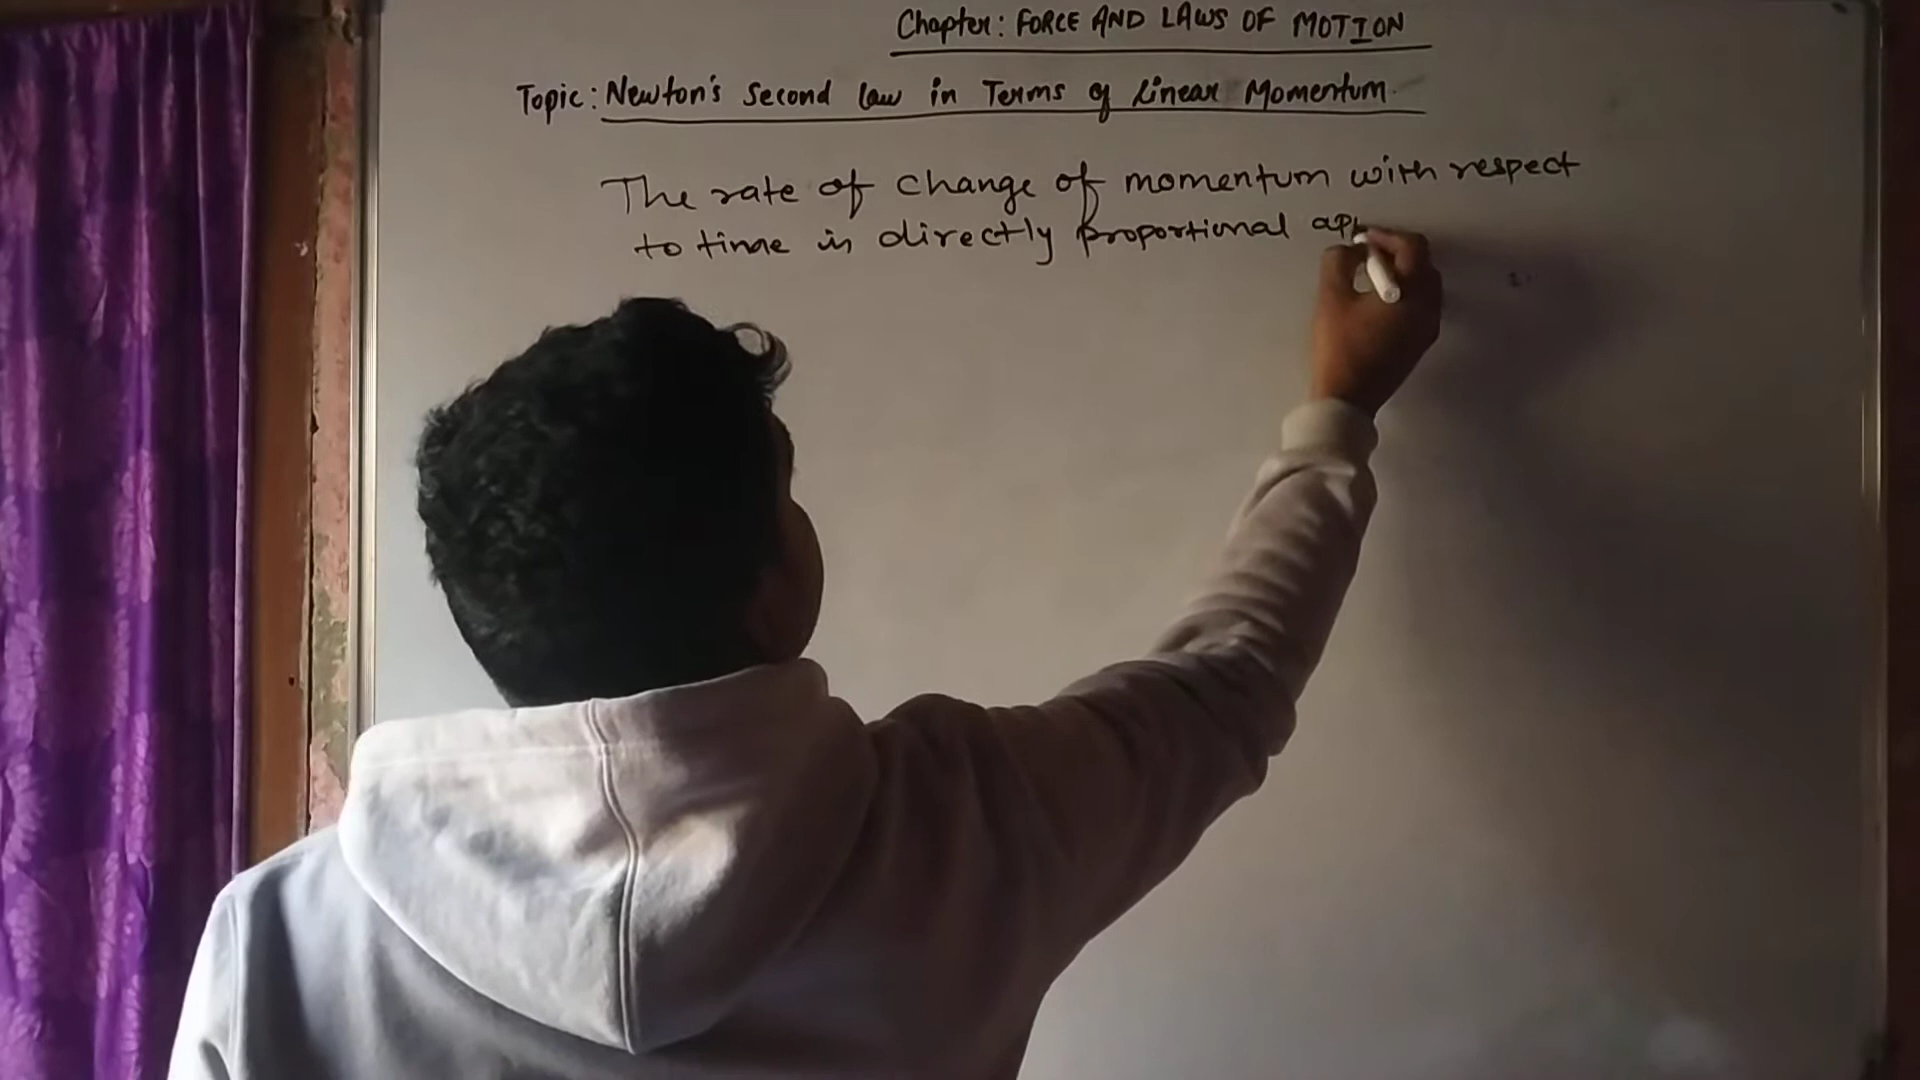 Chapter: FORCE AND LAWS OF MOTION
Topic: Newton's Second law in Terms of Linear Momentum.
The rate of change of momentum with respect
to time is directly proportional app